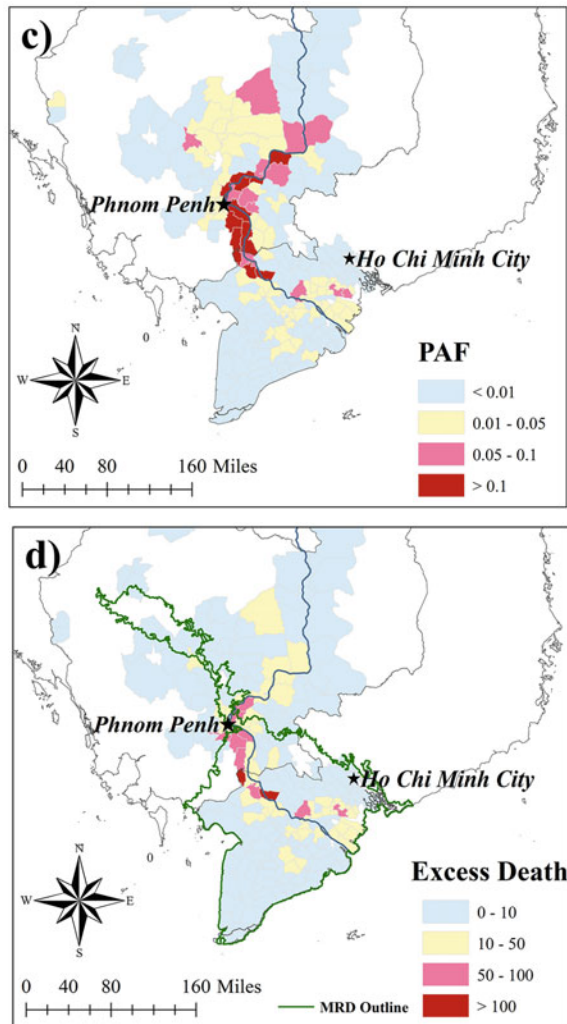 c)
Phnom Penh
Ho Chi Minh City
N
W
E
S
PAF
< 0.01
0.01 - 0.05
0.05 - 0.1
> 0.1
0 40 80 160 Miles
d)
Phnom Penh
Ho Chi Minh City
N
W
E
S
Excess Death
0 - 10
10 - 50
50 - 100
> 100
MRD Outline
0 40 80 160 Miles